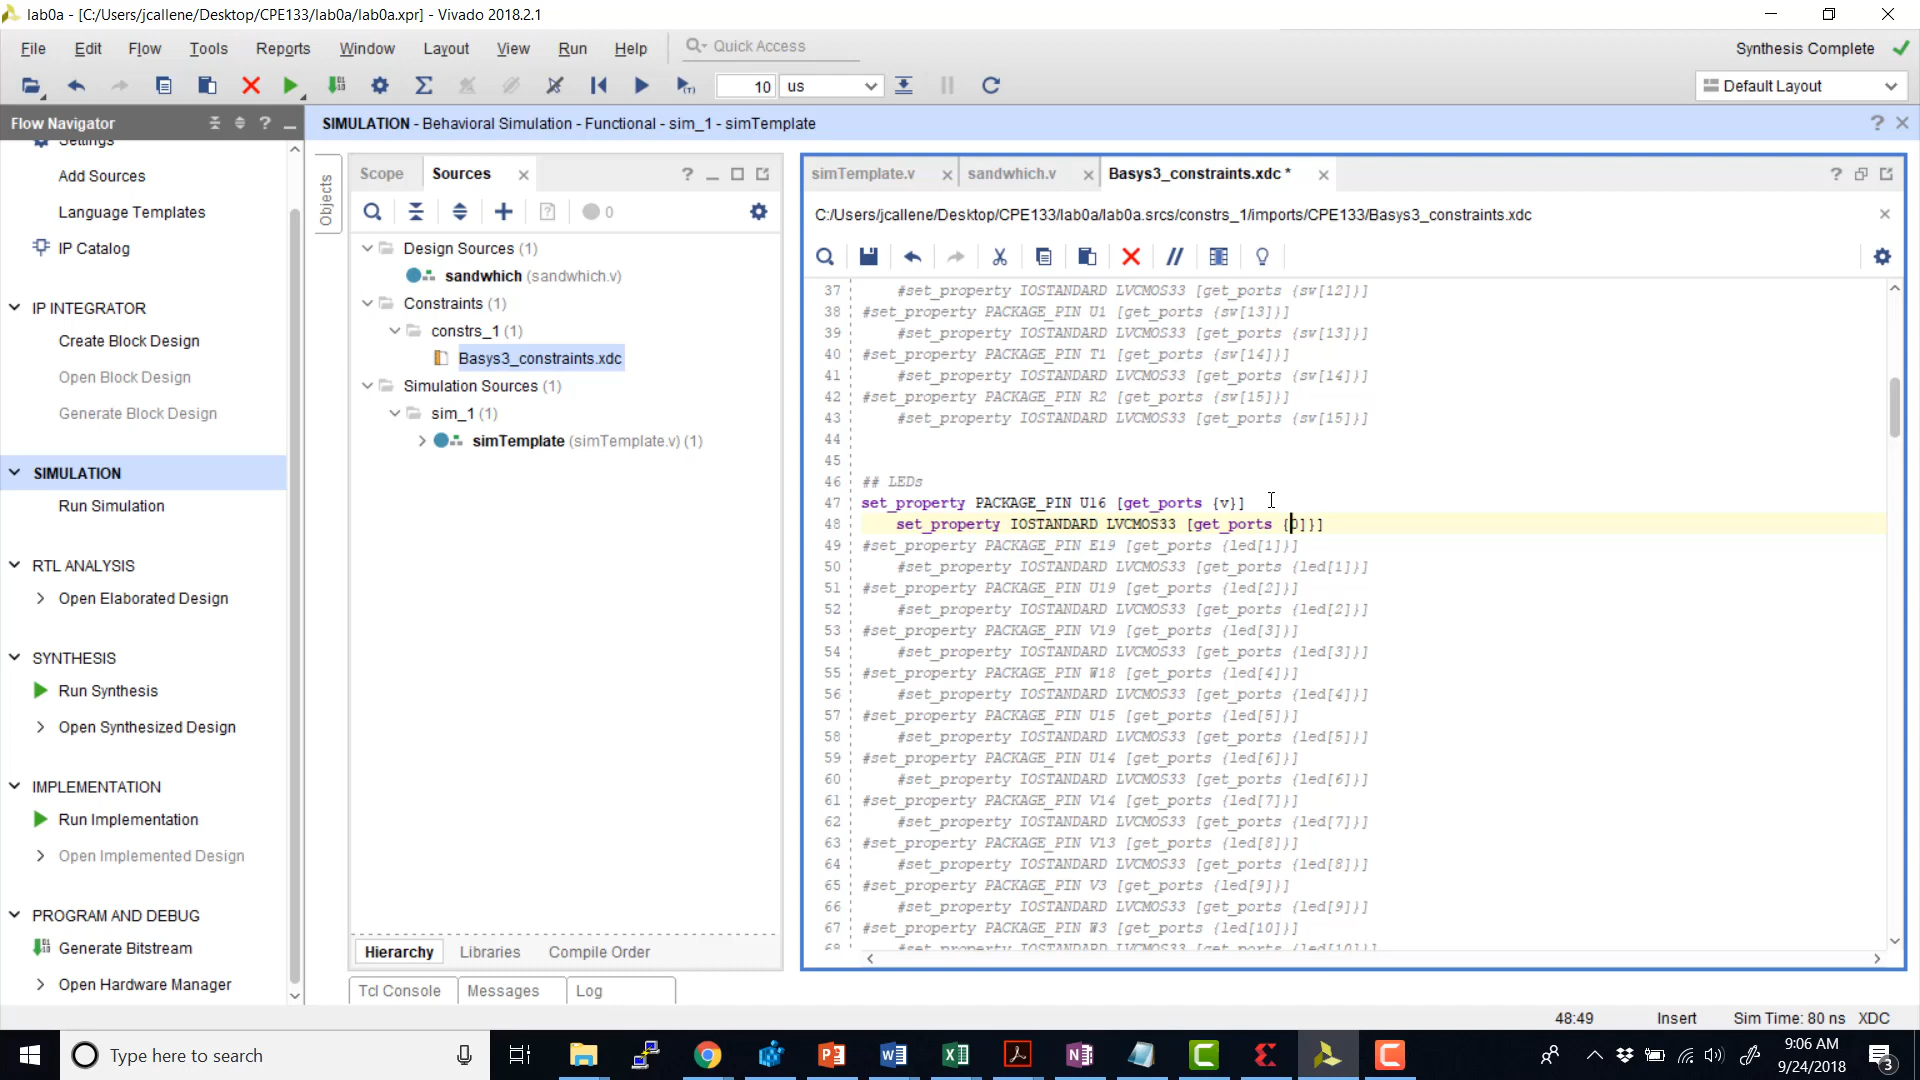 lab0a - [C:/Users/jcallene/Desktop/CPE133/lab0a/lab0a.xpr] - Vivado 2018.2.1
File Edit Flow Tools Reports Window Layout View Run Help Quick Access
Synthesis Complete
10 us
Default Layout
Flow Navigator
SIMULATION - Behavioral Simulation - Functional - sim_1 - simTemplate
Settings
Add Sources
Language Templates
IP Catalog
IP INTEGRATOR
Create Block Design
Open Block Design
Generate Block Design
SIMULATION
Run Simulation
RTL ANALYSIS
Open Elaborated Design
SYNTHESIS
Run Synthesis
Open Synthesized Design
IMPLEMENTATION
Run Implementation
Open Implemented Design
PROGRAM AND DEBUG
Generate Bitstream
Open Hardware Manager
Objects
Scope Sources
0
Design Sources (1)
sandwhich (sandwhich.v)
Constraints (1)
constrs_1 (1)
Basys3_constraints.xdc
Simulation Sources (1)
sim_1 (1)
simTemplate (simTemplate.v) (1)
Hierarchy Libraries Compile Order
Tcl Console Messages Log
simTemplate.v sandwhich.v Basys3_constraints.xdc *
C:/Users/jcallene/Desktop/CPE133/lab0a/lab0a.srcs/constrs_1/imports/CPE133/Basys3_constraints.xdc
37 #set_property IOSTANDARD LVCMOS33 [get_ports {sw[12]}]
38 #set_property PACKAGE_PIN U1 [get_ports {sw[13]}]
39 #set_property IOSTANDARD LVCMOS33 [get_ports {sw[13]}]
40 #set_property PACKAGE_PIN T1 [get_ports {sw[14]}]
41 #set_property IOSTANDARD LVCMOS33 [get_ports {sw[14]}]
42 #set_property PACKAGE_PIN R2 [get_ports {sw[15]}]
43 #set_property IOSTANDARD LVCMOS33 [get_ports {sw[15]}]
44
45
46 ## LEDs
47 set_property PACKAGE_PIN U16 [get_ports {v}]
48 set_property IOSTANDARD LVCMOS33 [get_ports {0]}]
49 #set_property PACKAGE_PIN E19 [get_ports {led[1]}]
50 #set_property IOSTANDARD LVCMOS33 [get_ports {led[1]}]
51 #set_property PACKAGE_PIN U19 [get_ports {led[2]}]
52 #set_property IOSTANDARD LVCMOS33 [get_ports {led[2]}]
53 #set_property PACKAGE_PIN V19 [get_ports {led[3]}]
54 #set_property IOSTANDARD LVCMOS33 [get_ports {led[3]}]
55 #set_property PACKAGE_PIN W18 [get_ports {led[4]}]
56 #set_property IOSTANDARD LVCMOS33 [get_ports {led[4]}]
57 #set_property PACKAGE_PIN U15 [get_ports {led[5]}]
58 #set_property IOSTANDARD LVCMOS33 [get_ports {led[5]}]
59 #set_property PACKAGE_PIN U14 [get_ports {led[6]}]
60 #set_property IOSTANDARD LVCMOS33 [get_ports {led[6]}]
61 #set_property PACKAGE_PIN V14 [get_ports {led[7]}]
62 #set_property IOSTANDARD LVCMOS33 [get_ports {led[7]}]
63 #set_property PACKAGE_PIN V13 [get_ports {led[8]}]
64 #set_property IOSTANDARD LVCMOS33 [get_ports {led[8]}]
65 #set_property PACKAGE_PIN V3 [get_ports {led[9]}]
66 #set_property IOSTANDARD LVCMOS33 [get_ports {led[9]}]
67 #set_property PACKAGE_PIN W3 [get_ports {led[10]}]
68 #set_property IOSTANDARD LVCMOS33 [get_ports {led[10]}]
48:49 Insert Sim Time: 80 ns XDC
Type here to search
9:06 AM
9/24/2018
3